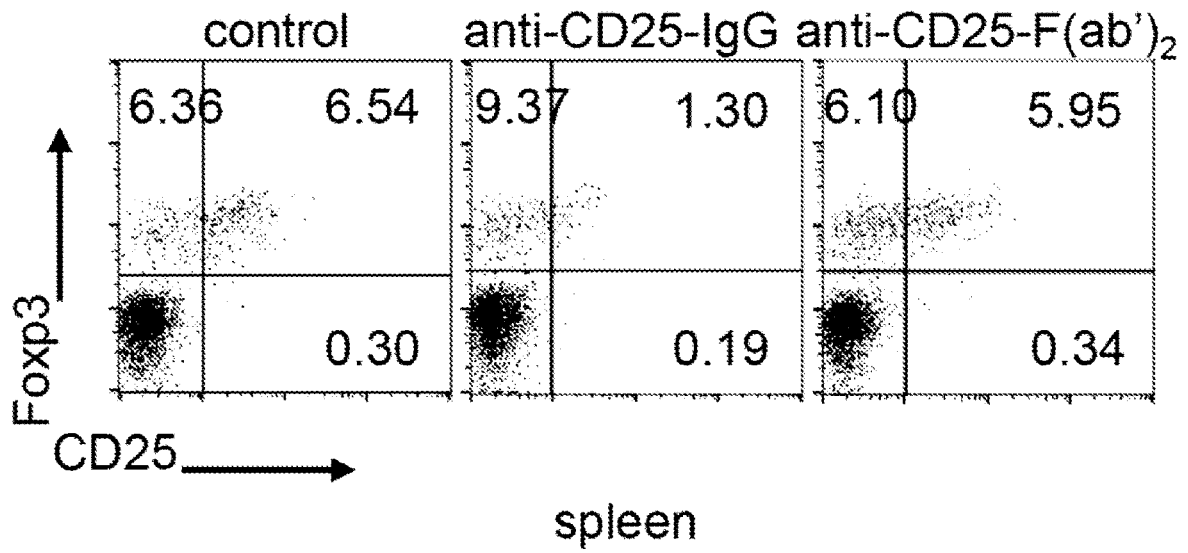 control anti-CD25-IgG anti-CD25-F(ab')₂
6.36 6.54 9.37 1.30 6.10 5.95
0.30 0.19 0.34
Foxp3
CD25
spleen